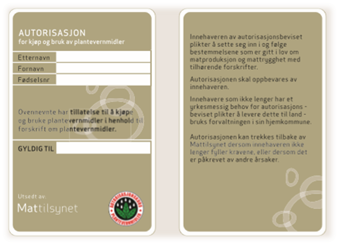 AUTORISASJON
for kjøp og bruk av plantevernmidler
Etternavn
Fornavn
Fødselsnr
Ovennevnte har tillatelse til å kjøpe
og bruke plantevernmidler i henhold til
forskrift om plantevernmidler.
GYLDIG TIL
Utstedt av
Mattilsynet
Innehaveren av autorisasjonsbeviset
plikter å sette seg inn i og følge
bestemmelsene som er gitt i lov om
matproduksjon og mattrygghet med
tilhørende forskrifter.
Autorisasjonen skal oppbevares av
innehaveren.
Innehavere som ikke lenger har et
yrkesmessig behov for autorisasjons -
beviset plikter å levere dette til land -
bruks forvaltningen i sin hjemkommune.
Autorisasjonen kan trekkes tilbake av
Mattilsynet dersom innehaveren ikke
lenger fyller kravene, eller dersom det
er påkrevet av andre årsaker.